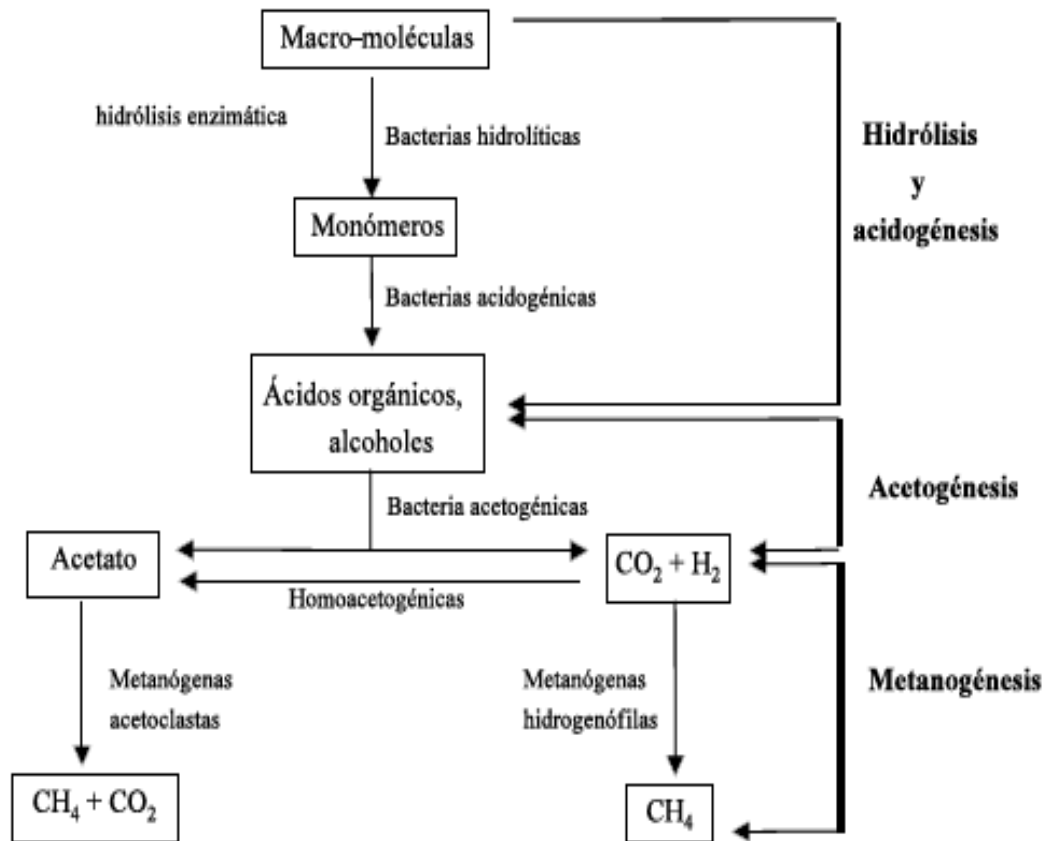 Macro-moléculas
hidrólisis enzimática
Bacterias hidrolíticas
Hidrólisis
y
acidogénesis
Monómeros
Bacterias acidogénicas
Ácidos orgánicos,
alcoholes
Bacteria acetogénicas
Acetogénesis
Acetato
CO₂ + H₂
Homoacetogénicas
Metanógenas
acetoclastas
Metanógenas
hidrogenófilas
Metanogénesis
CH₄ + CO₂
CH₄